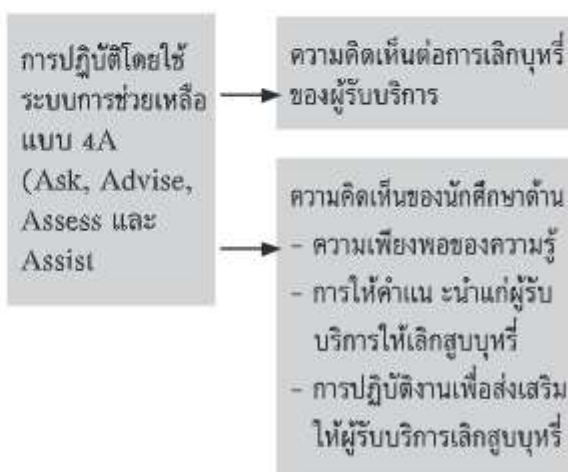 การปฏิบัติโดยใช้
ระบบการช่วยเหลือ
แบบ 4A
(Ask, Advise,
Assess และ
Assist
ความคิดเห็นต่อการเลิกบุหรี่
ของผู้รับบริการ
ความคิดเห็นของนักศึกษาด้าน
- ความเพียงพอของความรู้
- การให้คำแน ะนำแก่ผู้รับ
บริการให้เลิกสูบบุหรี่
- การปฏิบัติงานเพื่อส่งเสริม
ให้ผู้รับบริการเลิกสูบบุหรี่